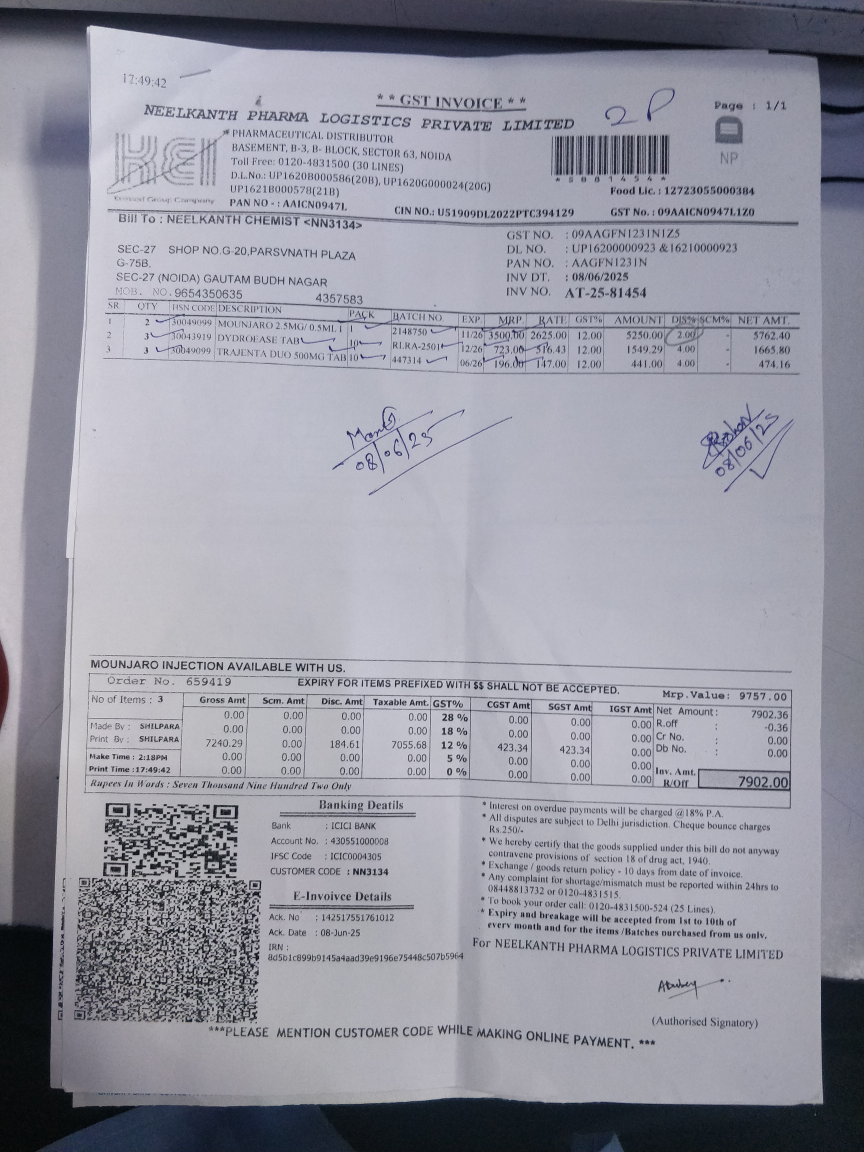 17:49:42
* * GST INVOICE * *
2P
Page : 1/1
NEELKANTH PHARMA LOGISTICS PRIVATE LIMITED
KEI
* PHARMACEUTICAL DISTRIBUTOR
BASEMENT, B-3, B- BLOCK, SECTOR 63, NOIDA
Toll Free: 0120-4831500 (30 LINES)
NP
D.L.No.: UP1620B000586(20B), UP1620G000024(20G)
* S 8 8 1 4 5 4 *
UP1621B000578(21B)
Food Lic. : 12723055000384
Group Company
PAN NO - : AAICN0947L
CIN NO.: U51909DL2022PTC394129
GST No. : 09AAICN0947L1Z0
Bill To : NEELKANTH CHEMIST <NN3134>
GST NO. : 09AAGFN1231N1Z5
SEC-27 SHOP NO.G-20,PARSVNATH PLAZA
DL NO. : UP16200000923 &16210000923
G-75B,
PAN NO. : AAGFN1231N
SEC-27 (NOIDA) GAUTAM BUDH NAGAR
INV DT. : 08/06/2025
MOB. NO. 9654350635 4357583
INV NO. AT-25-81454
SR. QTY HSN CODE DESCRIPTION PACK BATCH NO. EXP. MRP. RATE GST% AMOUNT DIS% SCM% NET AMT.
1 2 30049099 MOUNJARO 2.5MG/ 0.5ML I 1 2148750 11/26 3500.00 2625.00 12.00 5250.00 2.00 - 5762.40
2 3 30043919 DYDROEASE TAB 10 RLRA-2501 12/26 723.00 516.43 12.00 1549.29 4.00 - 1665.80
3 3 30049099 TRAJENTA DUO 500MG TAB 10 447314 06/26 196.00 147.00 12.00 441.00 4.00 - 474.16
08/06/25
08/06/25
MOUNJARO INJECTION AVAILABLE WITH US.
Order No. 659419 EXPIRY FOR ITEMS PREFIXED WITH $$ SHALL NOT BE ACCEPTED. Mrp.Value: 9757.00
No of Items : 3 Gross Amt Scm. Amt Disc. Amt Taxable Amt. GST% CGST Amt SGST Amt IGST Amt Net Amount : 7902.36
0.00 0.00 0.00 0.00 28 % 0.00 0.00 0.00 R.off : -0.36
Made By : SHILPARA 0.00 0.00 0.00 0.00 18 % 0.00 0.00 0.00 Cr No. : 0.00
Print By : SHILPARA 7240.29 0.00 184.61 7055.68 12 % 423.34 423.34 0.00 Db No. : 0.00
Make Time : 2:18PM 0.00 0.00 0.00 0.00 5 % 0.00 0.00 0.00
Print Time :17:49:42 0.00 0.00 0.00 0.00 0 % 0.00 0.00 0.00 Inv. Amt. R/Off 7902.00
Rupees In Words : Seven Thousand Nine Hundred Two Only
Banking Deatils
Bank : ICICI BANK
Account No. : 430551000008
IFSC Code : ICIC0004305
CUSTOMER CODE : NN3134
E-Invoivce Details
Ack. No : 142517551761012
Ack. Date : 08-Jun-25
IRN :
8d5b1c899b9145a4aad39e9196e75448c507b5964
* Interest on overdue payments will be charged @18% P.A.
* All disputes are subject to Delhi jurisdiction. Cheque bounce charges
Rs.250/-
* We hereby certify that the goods supplied under this bill do not anyway
contravene provisions of section 18 of drug act, 1940.
* Exchange / goods return policy - 10 days from date of invoice.
* Any complaint for shortage/mismatch must be reported within 24hrs to
08448813732 or 0120-4831515.
* To book your order call: 0120-4831500-524 (25 Lines).
* Expiry and breakage will be accepted from 1st to 10th of
every month and for the items /Batches purchased from us only.
For NEELKANTH PHARMA LOGISTICS PRIVATE LIMITED
(Authorised Signatory)
***PLEASE MENTION CUSTOMER CODE WHILE MAKING ONLINE PAYMENT. ***